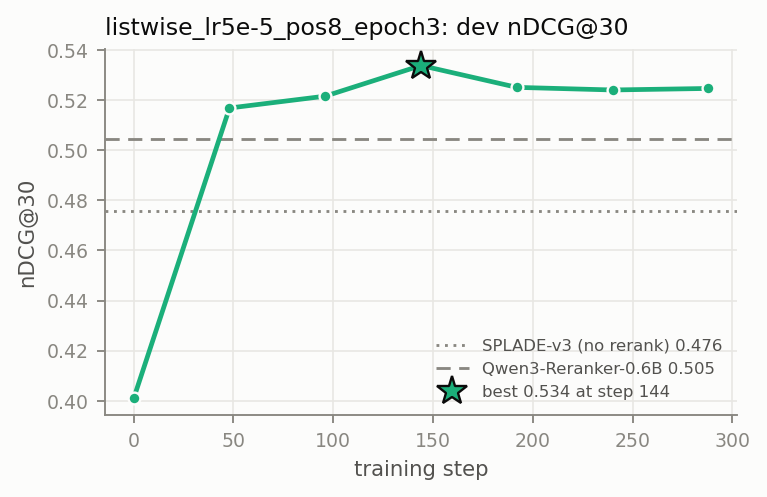 listwise_lr5e-5_pos8_epoch3: dev nDCG@30
0.54
0.52
0.50
0.48
0.46
0.44
0.42
0.40
nDCG@30
SPLADE-v3 (no rerank) 0.476
Qwen3-Reranker-0.6B 0.505
best 0.534 at step 144
0 50 100 150 200 250 300
training step